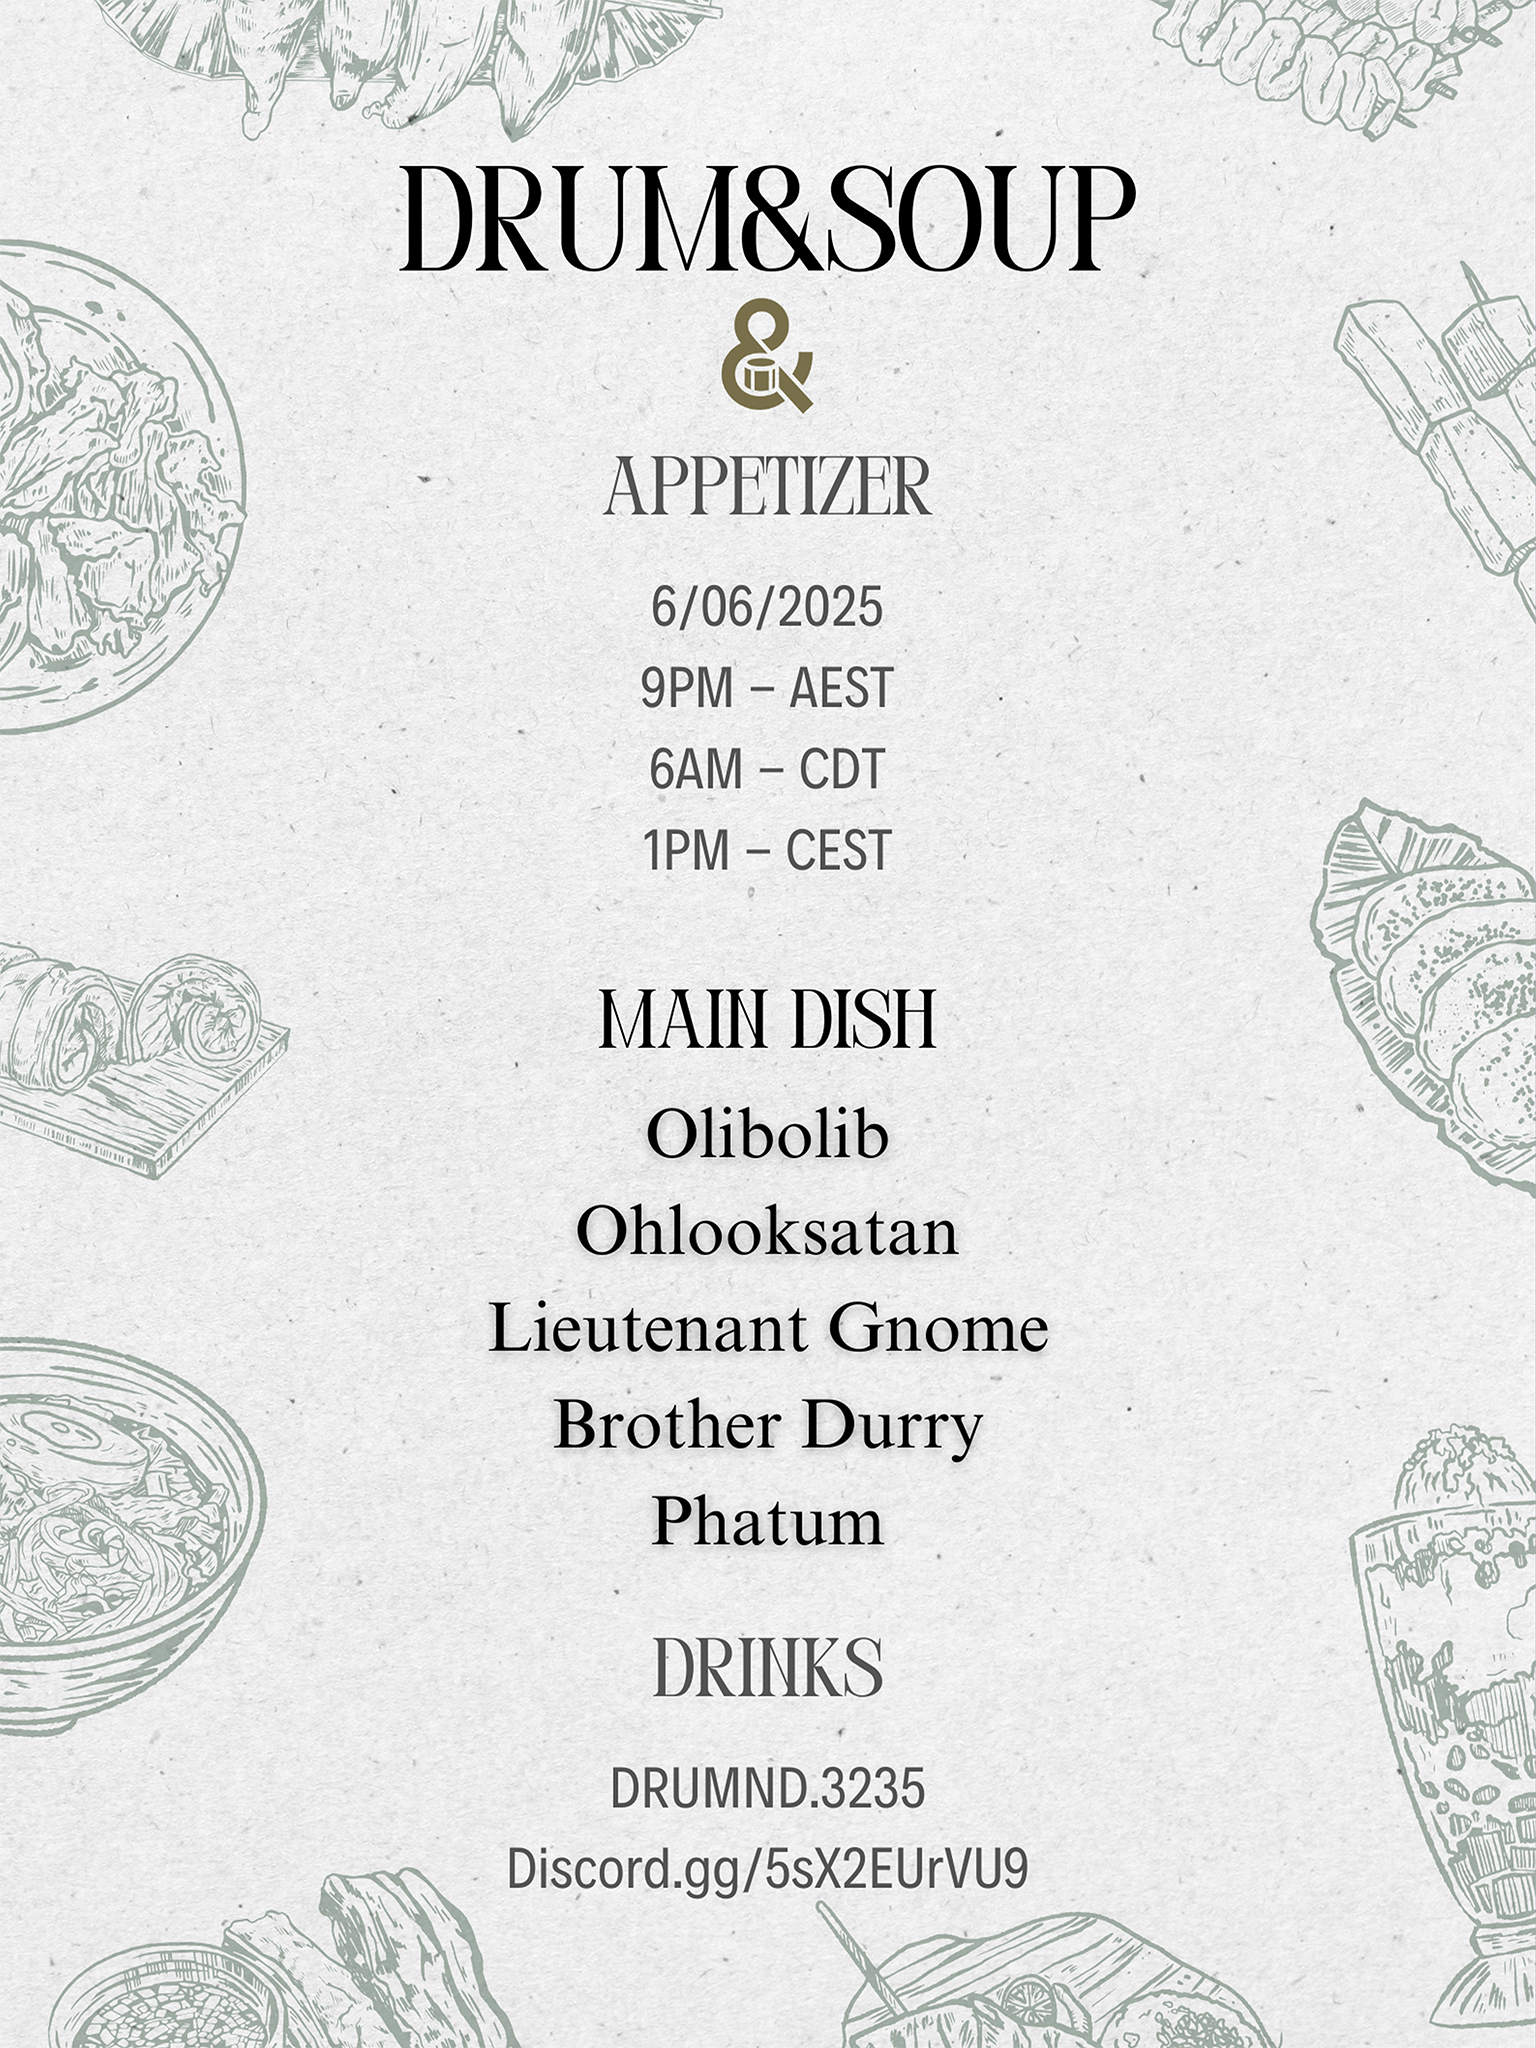 DRUM&SOUP
&
APPETIZER
6/06/2025
9PM – AEST
6AM – CDT
1PM – CEST
MAIN DISH
Olibolib
Ohlooksatan
Lieutenant Gnome
Brother Durry
Phatum
DRINKS
DRUMND.3235
Discord.gg/5sX2EUrVU9